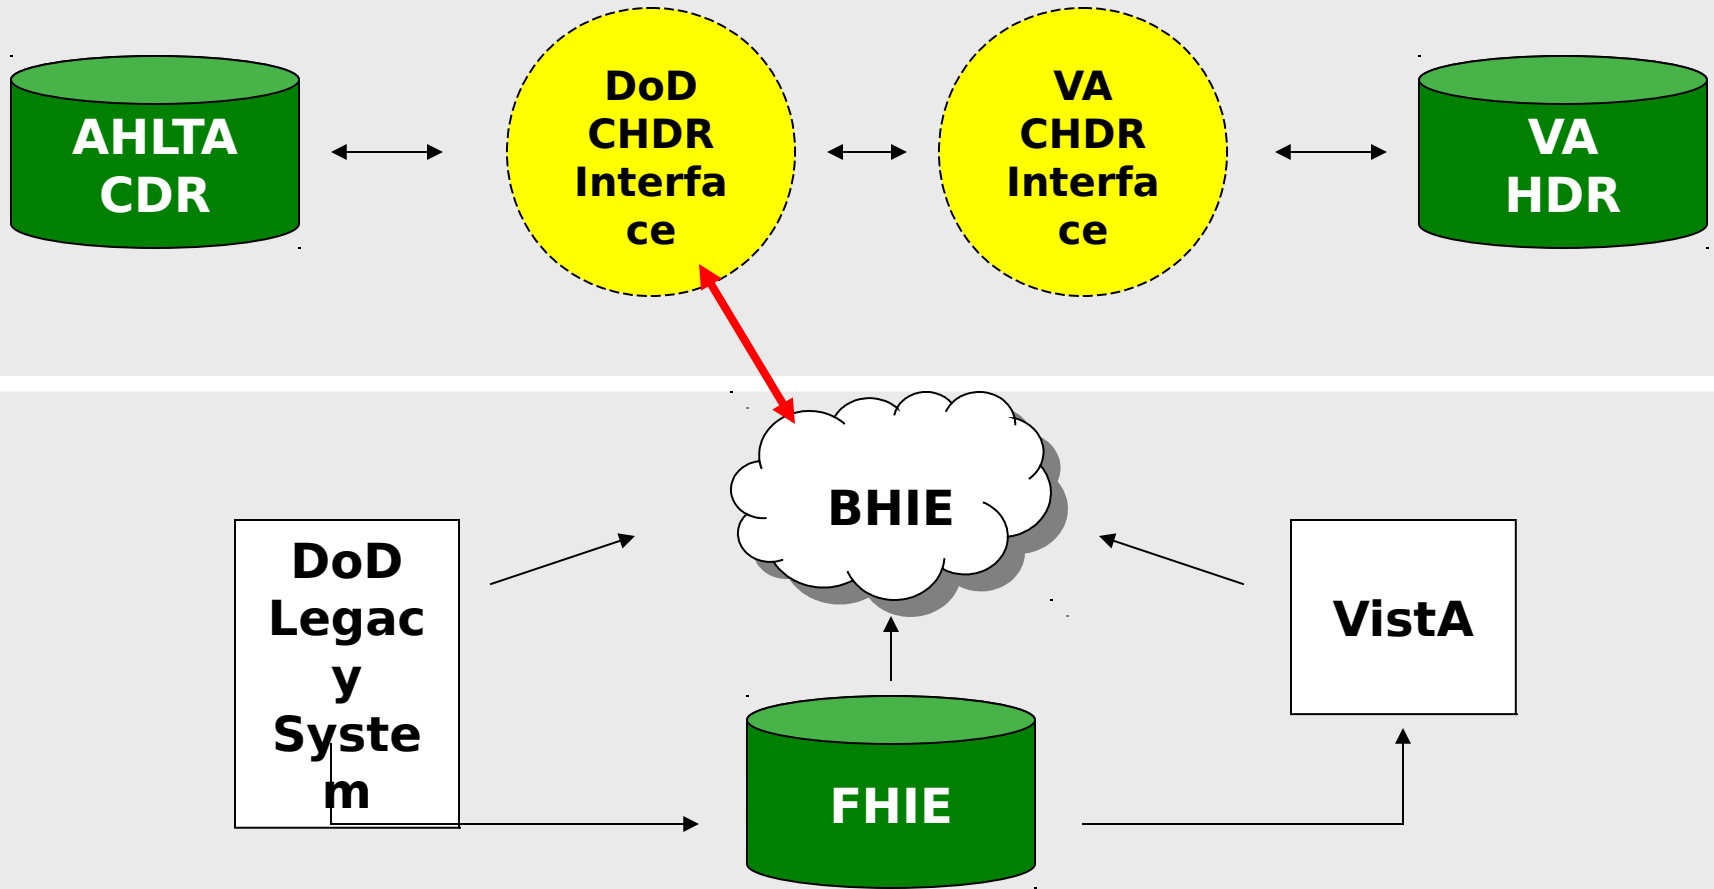 AHLTA
CDR
DoD
CHDR
Interfa
ce
VA
CHDR
Interfa
ce
VA
HDR
BHIE
DoD
Legac
y
Syste
m
VistA
FHIE